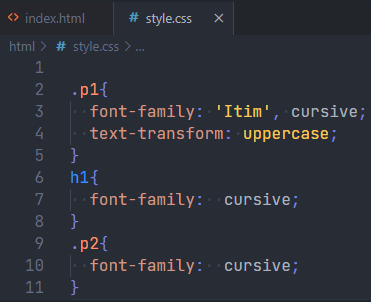 index.html style.css ×
html > # style.css > ...
1
2 .p1{
3 font-family: 'Itim', cursive;
4 text-transform: uppercase;
5 }
6 h1{
7 font-family: cursive;
8 }
9 .p2{
10 font-family: cursive;
11 }